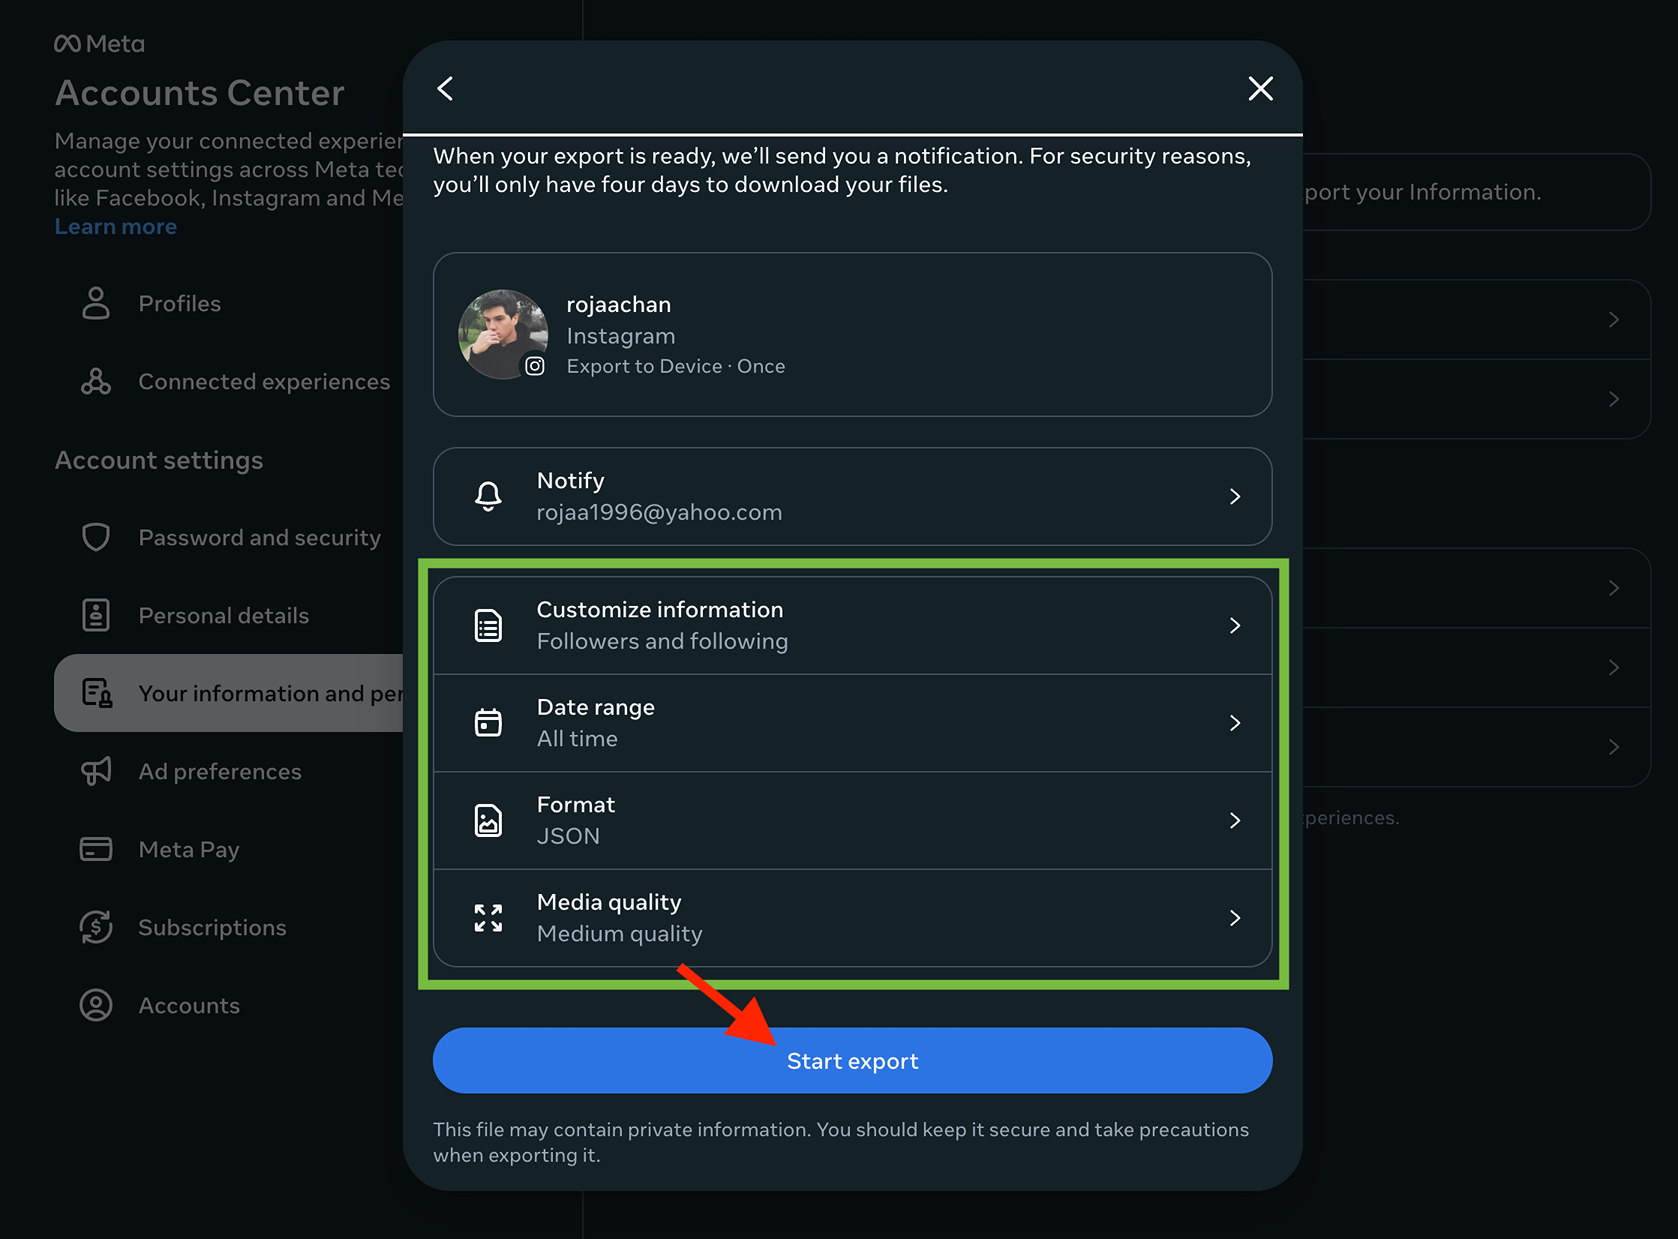 Meta
Accounts Center
Manage your connected experien
account settings across Meta tec
like Facebook, Instagram and Me
Learn more
Profiles
Connected experiences
Account settings
Password and security
Personal details
Your information and per
Ad preferences
Meta Pay
Subscriptions
Accounts
When your export is ready, we’ll send you a notification. For security reasons,
you’ll only have four days to download your files.
rojaachan
Instagram
Export to Device · Once
Notify
rojaa1996@yahoo.com
Customize information
Followers and following
Date range
All time
Format
JSON
Media quality
Medium quality
Start export
This file may contain private information. You should keep it secure and take precautions
when exporting it.
port your Information.
periences.